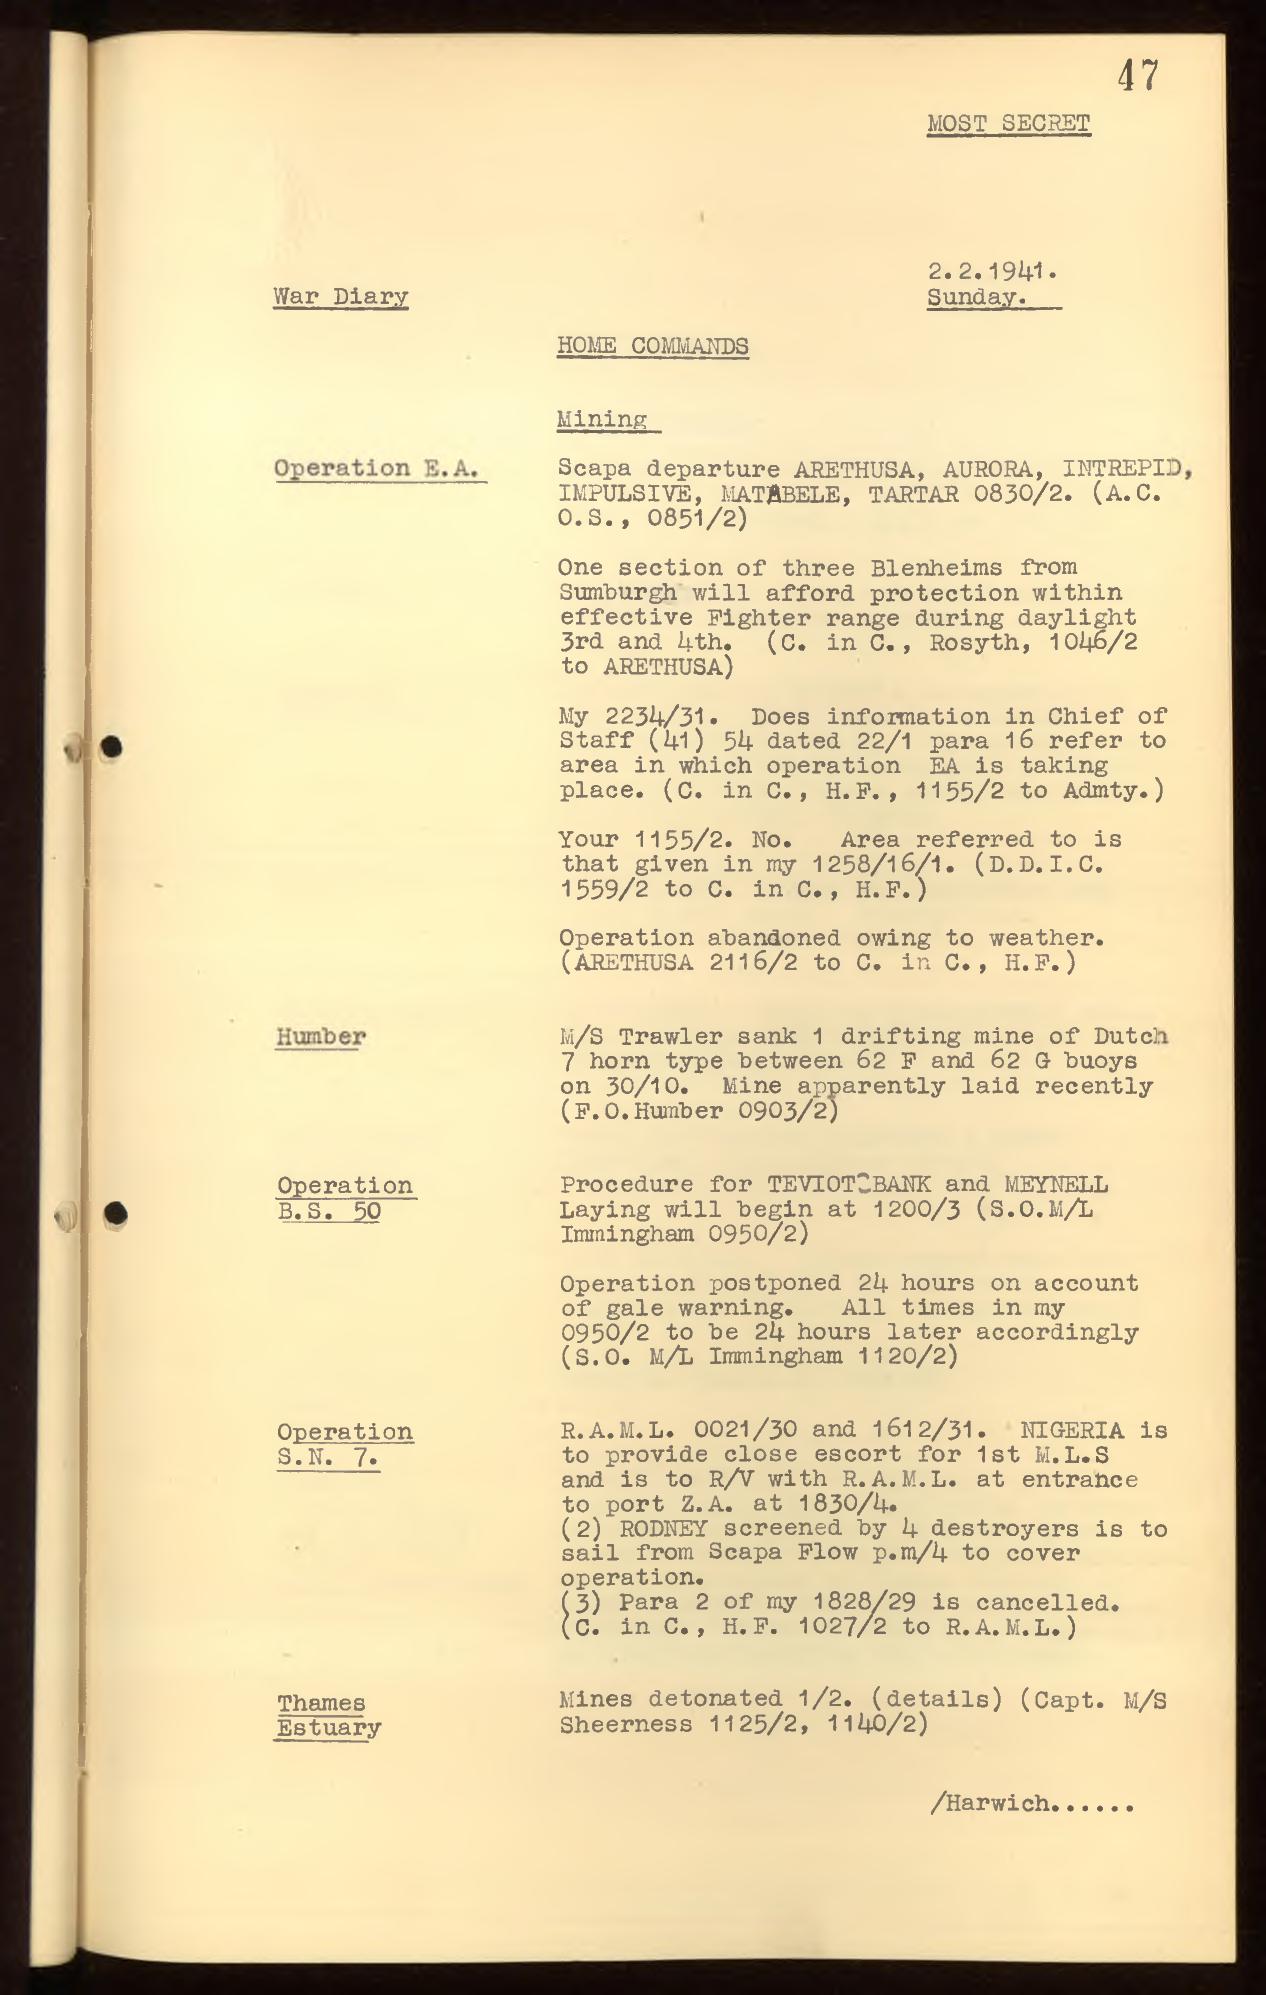 47
MOST SECRET
2.2.1941.
War Diary
Sunday.
HOME COMMANDS
Mining
Operation E.A.
Scapa departure ARETHUSA, AURORA, INTREPID,
IMPULSIVE, MATABELE, TARTAR 0830/2. (A.C.
O.S., 0851/2)
One section of three Blenheims from
Sumburgh will afford protection within
effective Fighter range during daylight
3rd and 4th. (C. in C., Rosyth, 1046/2
to ARETHUSA)
My 2234/31. Does information in Chief of
Staff (41) 54 dated 22/1 para 16 refer to
area in which operation EA is taking
place. (C. in C., H.F., 1155/2 to Admty.)
Your 1155/2. No. Area referred to is
that given in my 1258/16/1. (D.D.I.C.
1559/2 to C. in C., H.F.)
Operation abandoned owing to weather.
(ARETHUSA 2116/2 to C. in C., H.F.)
Humber
M/S Trawler sank 1 drifting mine of Dutch
7 horn type between 62 F and 62 G buoys
on 30/10. Mine apparently laid recently
(F.O.Humber 0903/2)
Operation
B.S. 50
Procedure for TEVIOTBANK and MEYNELL
Laying will begin at 1200/3 (S.O.M/L
Immingham 0950/2)
Operation postponed 24 hours on account
of gale warning. All times in my
0950/2 to be 24 hours later accordingly
(S.O. M/L Immingham 1120/2)
Operation
S.N. 7.
R.A.M.L. 0021/30 and 1612/31. NIGERIA is
to provide close escort for 1st M.L.S
and is to R/V with R.A.M.L. at entrance
to port Z.A. at 1830/4.
(2) RODNEY screened by 4 destroyers is to
sail from Scapa Flow p.m/4 to cover
operation.
(3) Para 2 of my 1828/29 is cancelled.
(C. in C., H.F. 1027/2 to R.A.M.L.)
Thames
Estuary
Mines detonated 1/2. (details) (Capt. M/S
Sheerness 1125/2, 1140/2)
/Harwich......